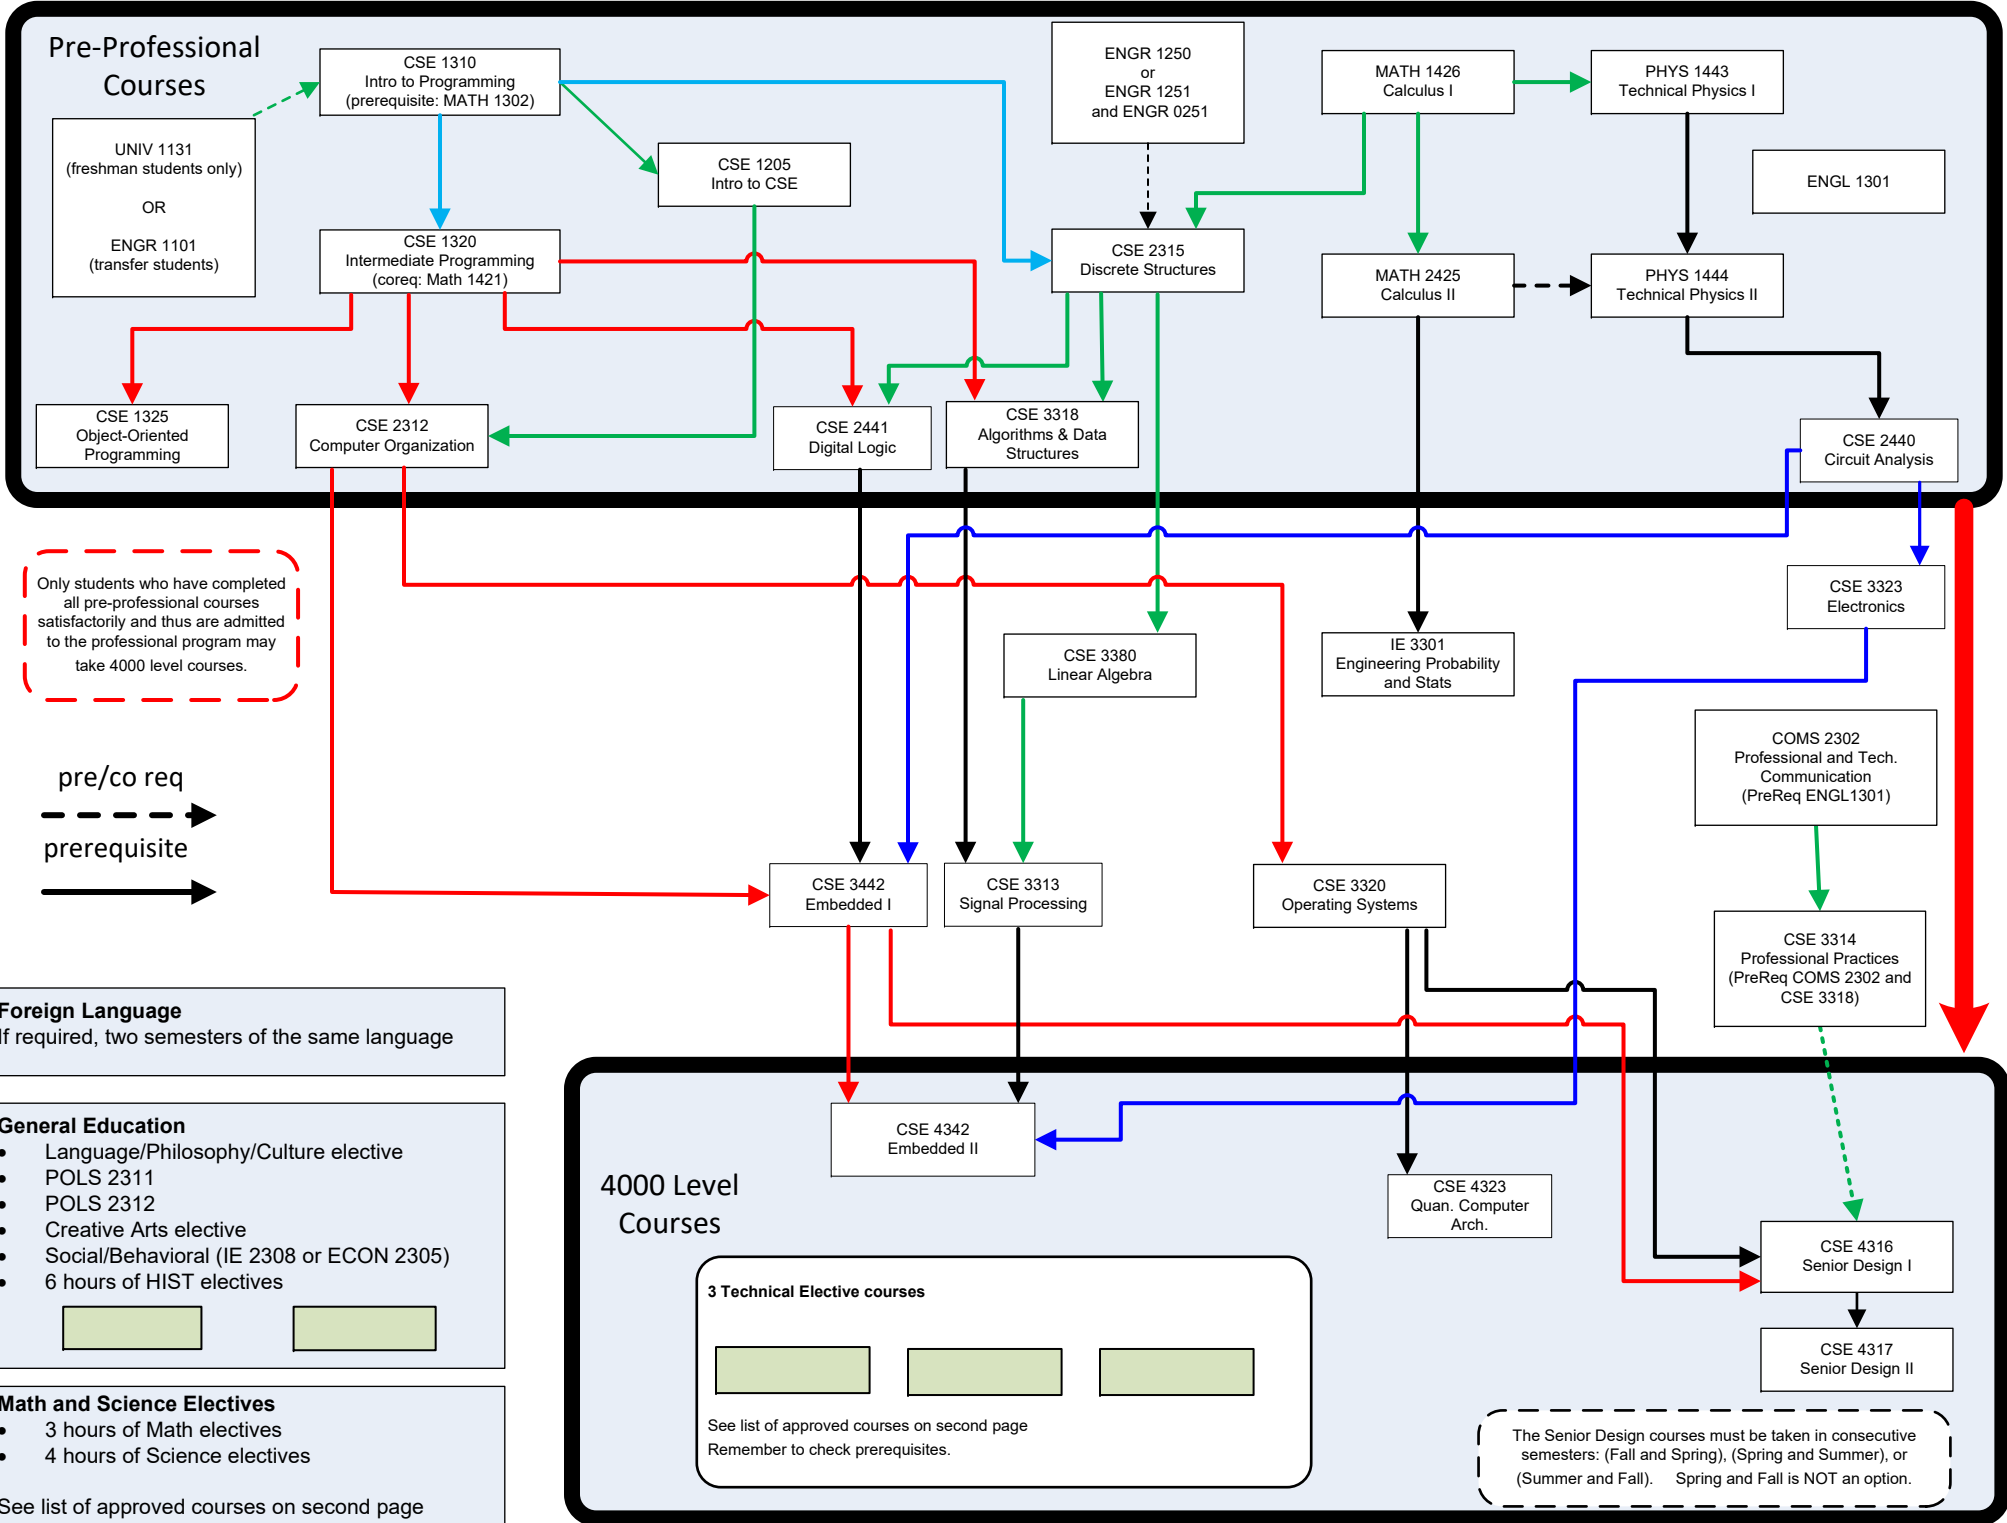 Pre-Professional
Courses
CSE 1310
Intro to Programming
(prerequisite: MATH 1302)
ENGR 1250
or
ENGR 1251
and ENGR 0251
MATH 1426
Calculus I
PHYS 1443
Technical Physics I
UNIV 1131
(freshman students only)
OR
ENGR 1101
(transfer students)
CSE 1205
Intro to CSE
ENGL 1301
CSE 1320
Intermediate Programming
(coreq: Math 1421)
CSE 2315
Discrete Structures
MATH 2425
Calculus II
PHYS 1444
Technical Physics II
CSE 1325
Object-Oriented
Programming
CSE 2312
Computer Organization
CSE 2441
Digital Logic
CSE 3318
Algorithms & Data
Structures
CSE 2440
Circuit Analysis
Only students who have completed
all pre-professional courses
satisfactorily and thus are admitted
to the professional program may
take 4000 level courses.
CSE 3323
Electronics
CSE 3380
Linear Algebra
IE 3301
Engineering Probability
and Stats
COMS 2302
Professional and Tech.
Communication
(PreReq ENGL1301)
pre/co req
prerequisite
CSE 3442
Embedded I
CSE 3313
Signal Processing
CSE 3320
Operating Systems
CSE 3314
Professional Practices
(PreReq COMS 2302 and
CSE 3318)
Foreign Language
If required, two semesters of the same language
General Education
• Language/Philosophy/Culture elective
• POLS 2311
• POLS 2312
• Creative Arts elective
• Social/Behavioral (IE 2308 or ECON 2305)
• 6 hours of HIST electives
Math and Science Electives
• 3 hours of Math electives
• 4 hours of Science electives
See list of approved courses on second page
4000 Level
Courses
CSE 4342
Embedded II
CSE 4323
Quan. Computer
Arch.
CSE 4316
Senior Design I
CSE 4317
Senior Design II
3 Technical Elective courses
See list of approved courses on second page
Remember to check prerequisites.
The Senior Design courses must be taken in consecutive
semesters: (Fall and Spring), (Spring and Summer), or
(Summer and Fall). Spring and Fall is NOT an option.